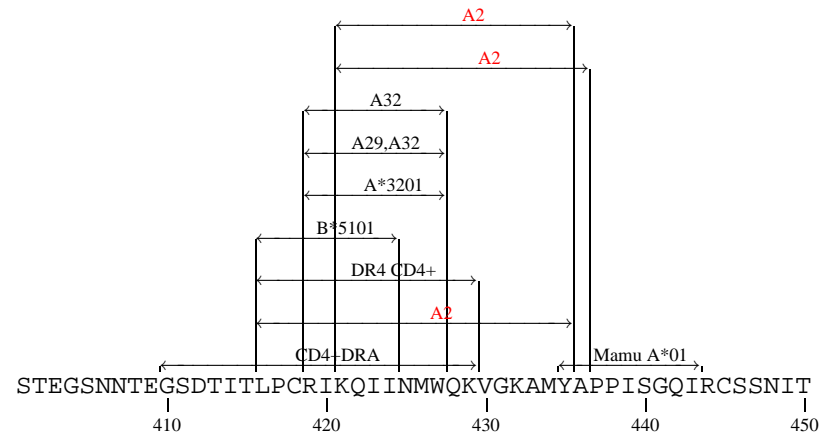 A2
A2
A32
A29,A32
A*3201
B*5101
DR4 CD4+
A2
CD4+DRA Mamu A*01
STEGSNNTEGSDTITLPCRIKQIINMWQKVGKAMYAPPISGQIRCSSNIT
410 420 430 440 450